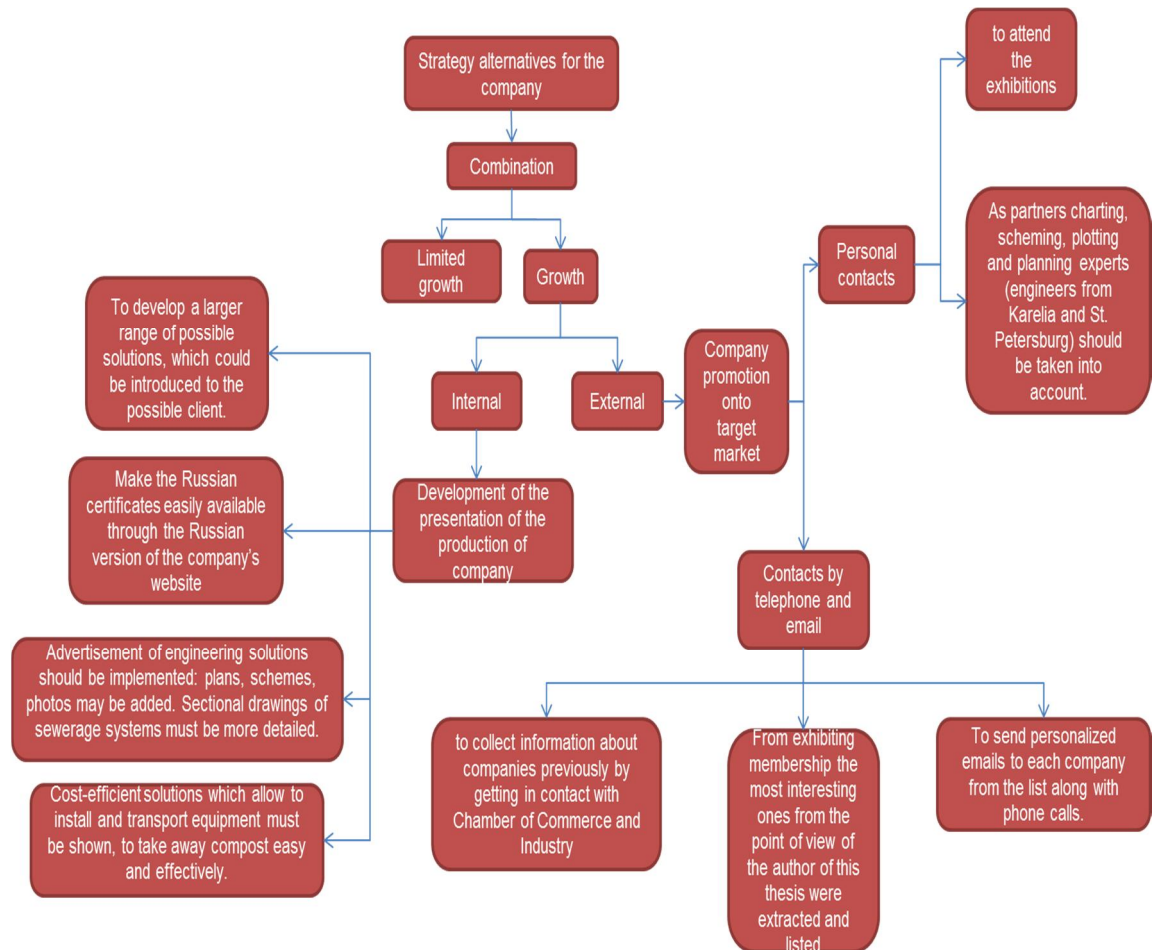 Strategy alternatives for the
company
Combination
Limited
growth
Growth
Internal
External
Company
promotion
onto
target
market
Personal
contacts
to attend
the
exhibitions
As partners charting,
scheming, plotting
and planning experts
(engineers from
Karelia and St.
Petersburg) should
be taken into
account.
Development of the
presentation of the
production of
company
To develop a larger
range of possible
solutions, which could
be introduced to the
possible client.
Make the Russian
certificates easily available
through the Russian
version of the company's
website
Advertisement of engineering solutions
should be implemented: plans, schemes,
photos may be added. Sectional drawings of
sewerage systems must be more detailed.
Cost-efficient solutions which allow to
install and transport equipment must
be shown, to take away compost easy
and effectively.
Contacts by
telephone and
email
to collect information about
companies previously by
getting in contact with
Chamber of Commerce and
Industry
From exhibiting
membership the
most interesting
ones from the
point of view of
the author of this
thesis were
extracted and
listed
To send personalized
emails to each company
from the list along with
phone calls.